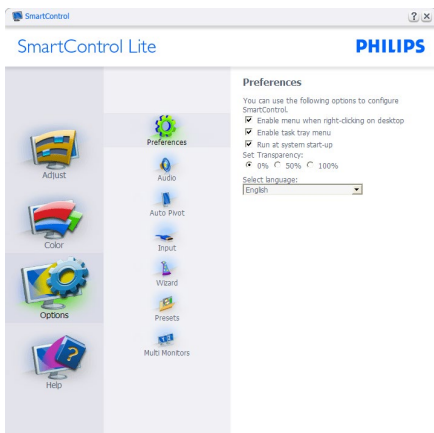 SmartControl
SmartControl Lite
PHILIPS
Adjust
Color
Options
Help
Preferences
Audio
Auto Pivot
Input
Wizard
Presets
Multi Monitors
Preferences
You can use the following options to configure
SmartControl.
Enable menu when right-clicking on desktop
Enable task tray menu
Run at system start-up
Set Transparency:
0% 50% 100%
Select language:
English